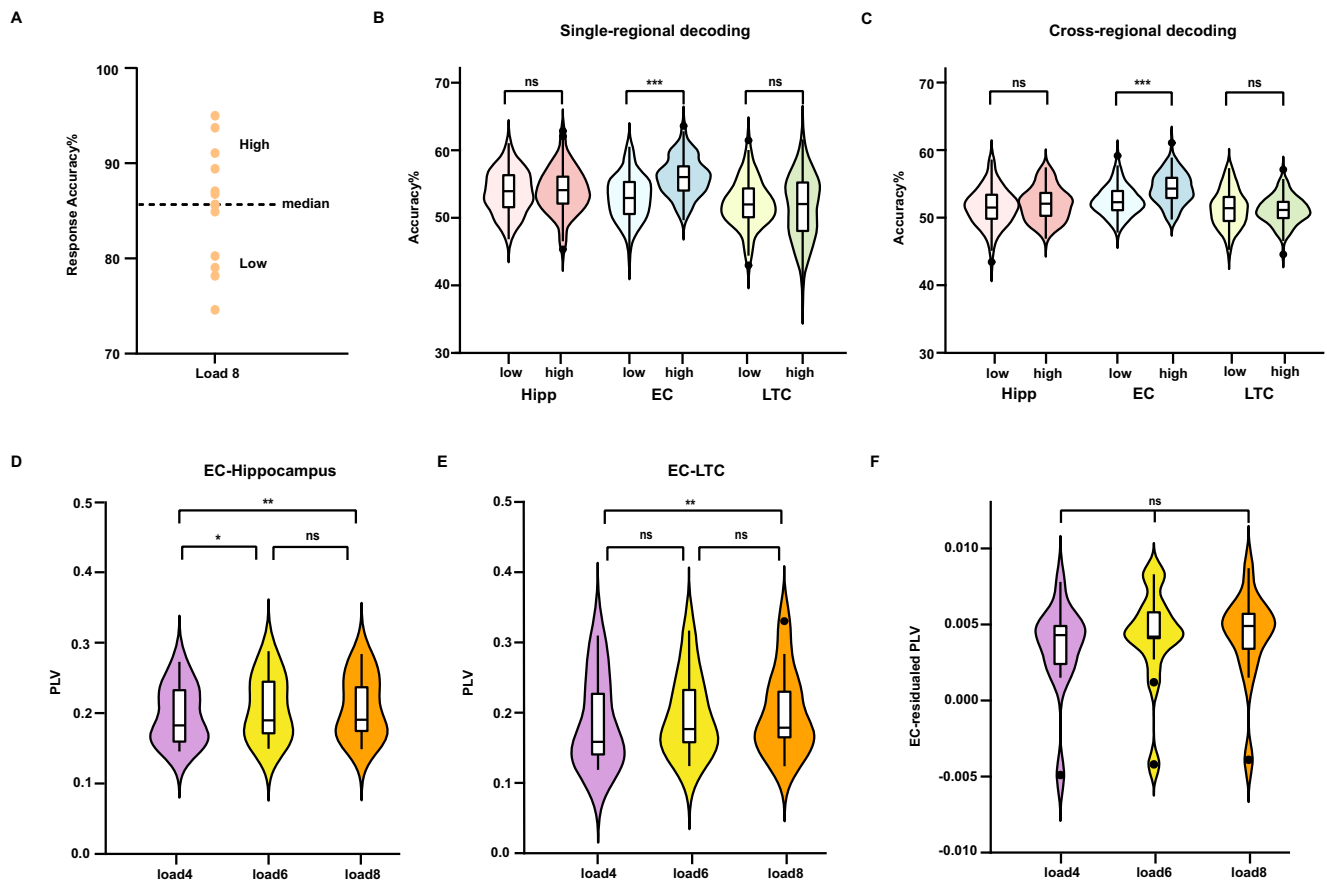 A
Response Accuracy%
100
90
80
70
High
median
Low
Load 8
B
Single-regional decoding
Accuracy%
70
60
50
40
30
ns
***
ns
low
high
low
high
low
high
Hipp
EC
LTC
C
Cross-regional decoding
Accuracy%
70
60
50
40
30
ns
***
ns
low
high
low
high
low
high
Hipp
EC
LTC
D
EC-Hippocampus
PLV
0.5
0.4
0.3
0.2
0.1
0.0
**
*
ns
load4
load6
load8
E
EC-LTC
PLV
0.5
0.4
0.3
0.2
0.1
0.0
**
ns
ns
load4
load6
load8
F
EC-residualed PLV
0.010
0.005
0.000
-0.005
-0.010
ns
load4
load6
load8